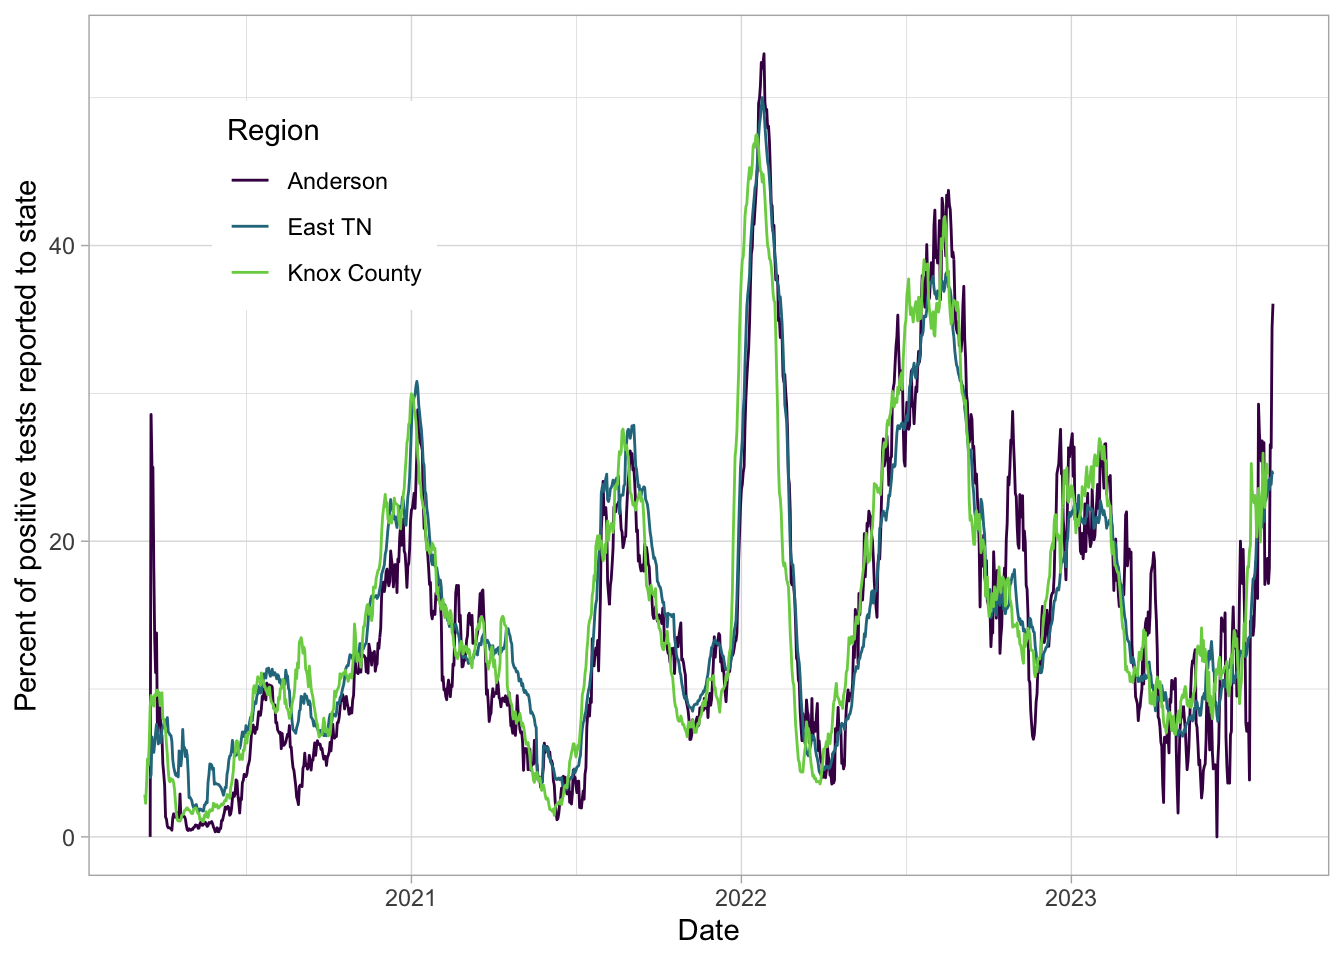 Region
Anderson
East TN
Knox County
Percent of positive tests reported to state
40
20
0
2021
2022
2023
Date